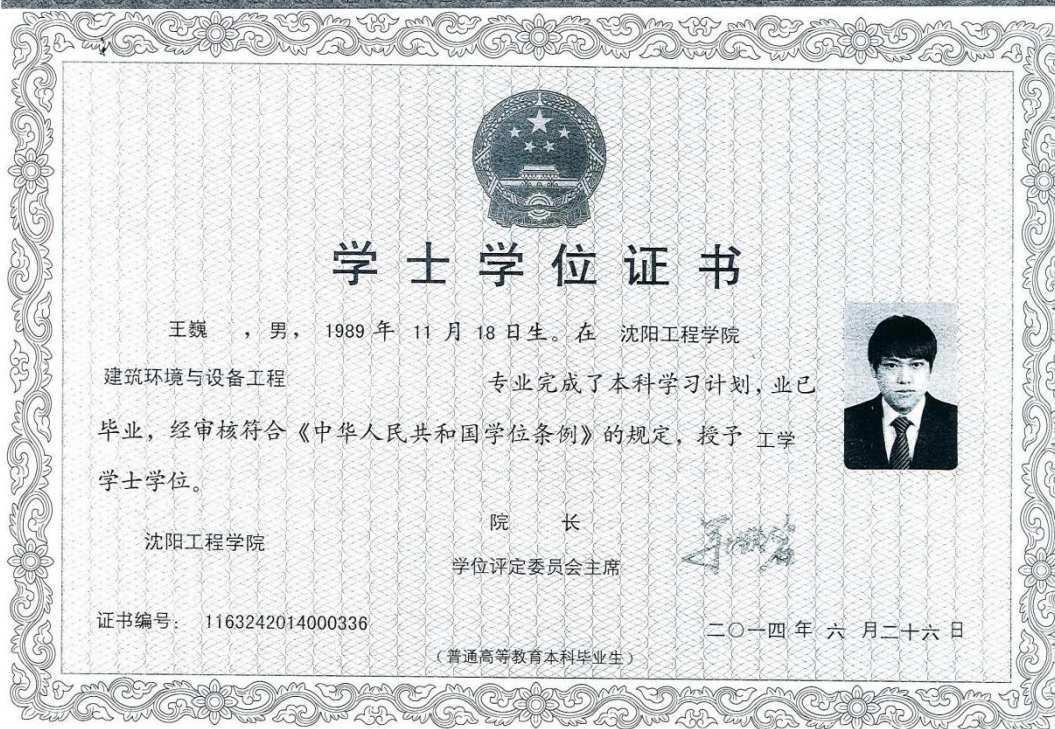 学士学位证书
王巍 ，男， 1989 年 11 月 18 日生。在 沈阳工程学院
建筑环境与设备工程 专业完成了本科学习计划，业已
毕业，经审核符合《中华人民共和国学位条例》的规定，授予 工学
学士学位。
沈阳工程学院
院 长
学位评定委员会主席
证书编号： 1163242014000336
二〇一四 年 六 月二十六 日
（普通高等教育本科毕业生）